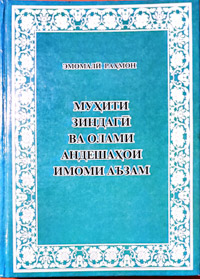 ЭМОМАЛӢ РАҲМОН
МУҲИТИ
ЗИНДАГӢ
ВА ОЛАМИ
АНДЕШАҲОИ
ИМОМИ АЪЗАМ